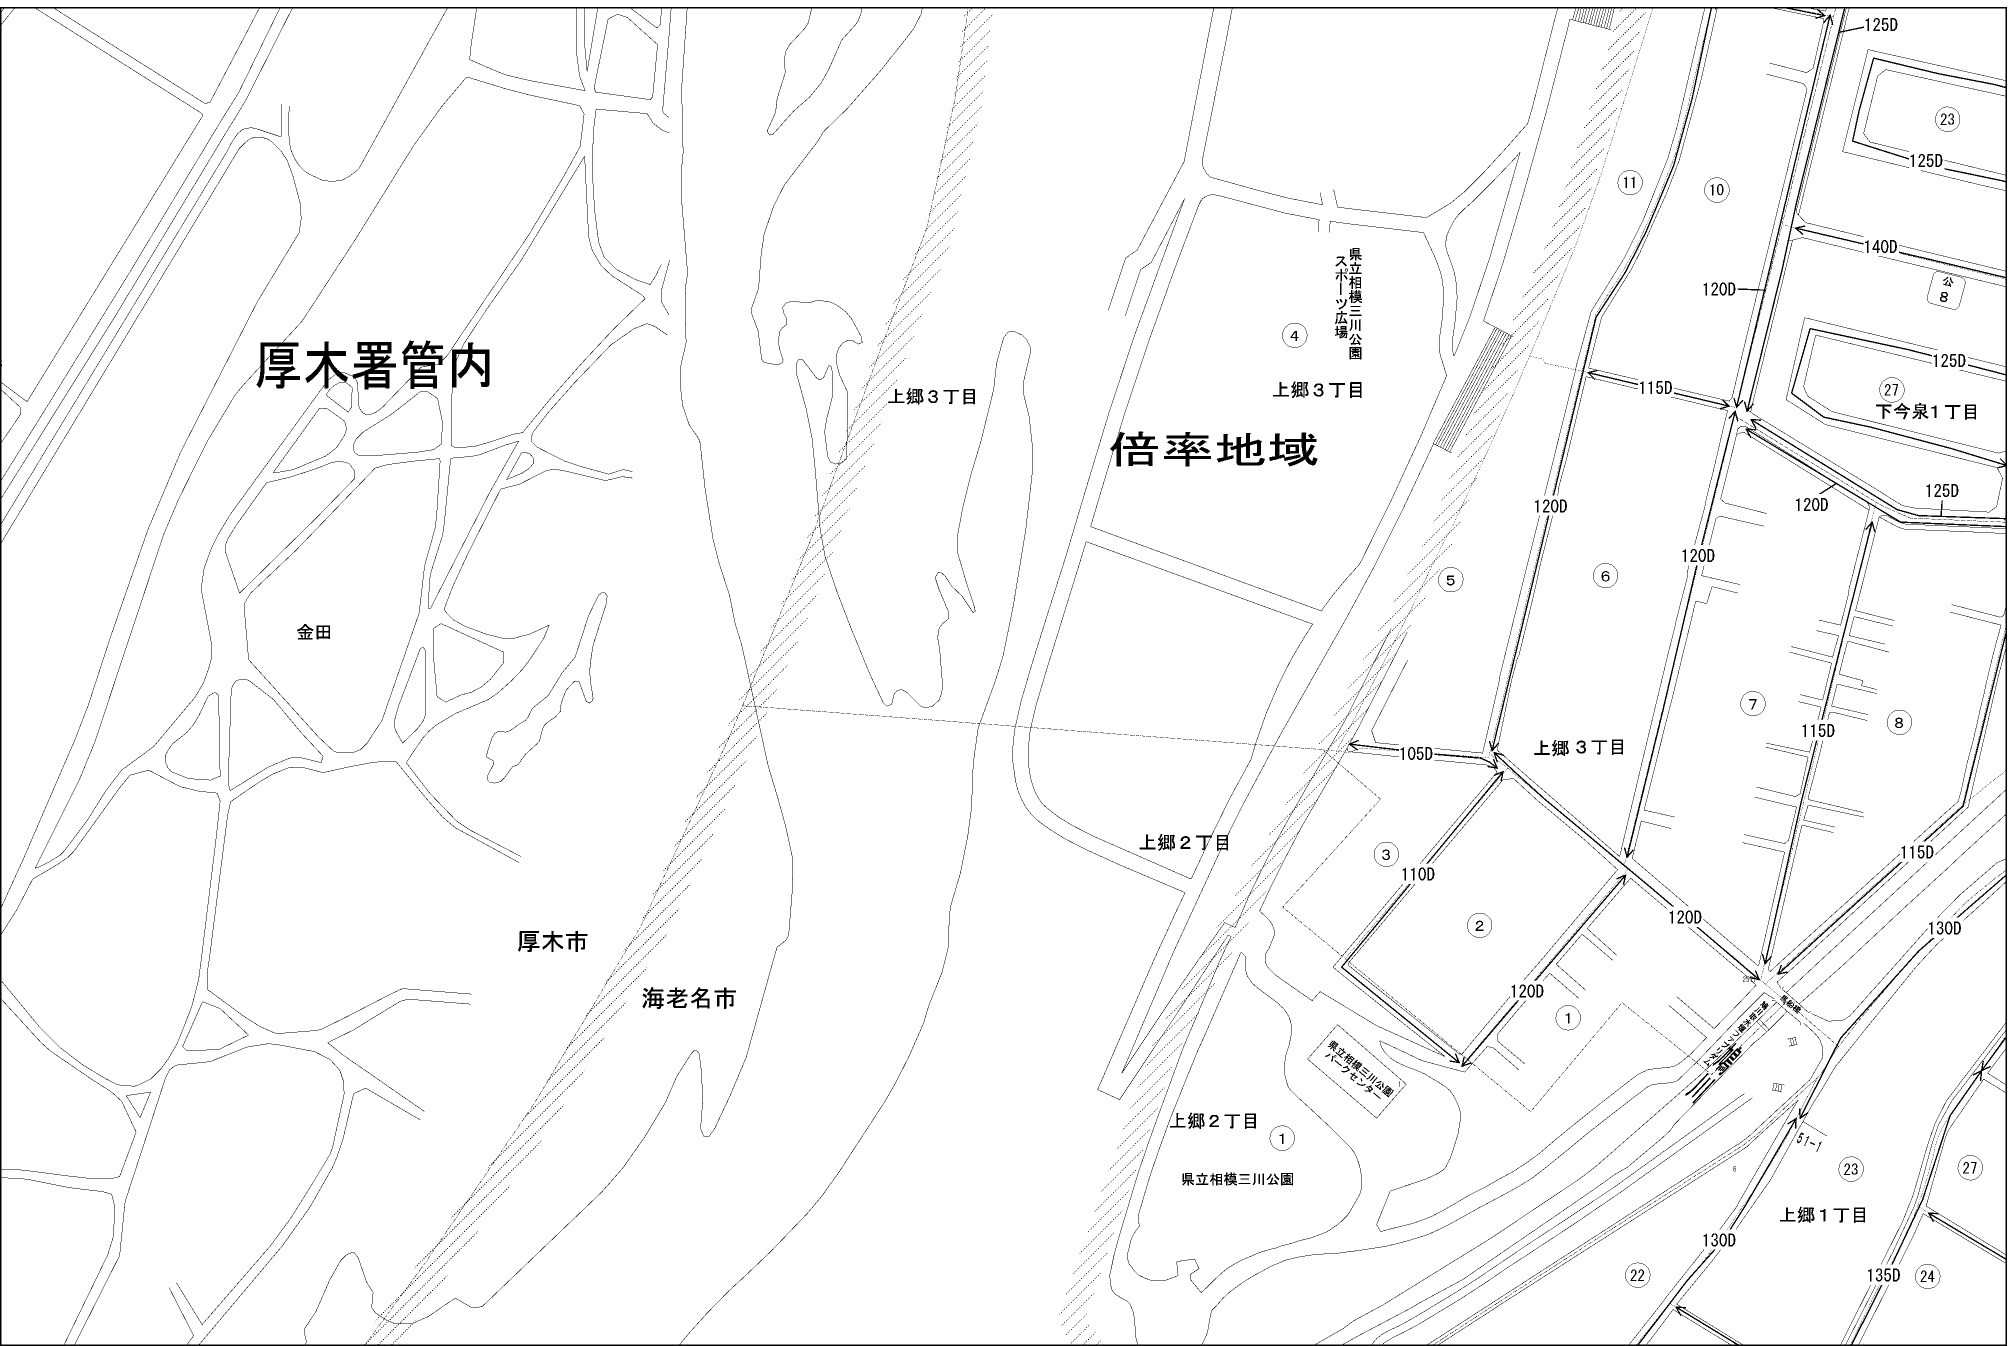 125D
23
125D
11
10
140D
120D
公
8
県立相模三川公園
スポーツ広場
4
厚木署管内
125D
115D
27
上郷３丁目
上郷３丁目
下今泉１丁目
倍率地域
125D
120D
120D
120D
5
6
金田
7
8
115D
上郷３丁目
105D
上郷２丁目
3
115D
110D
2
120D
130D
厚木市
海老名市
120D
1
県立相模三川公園
パークセンター
上郷２丁目
1
51-1
23
27
県立相模三川公園
6
上郷１丁目
130D
22
135D
24